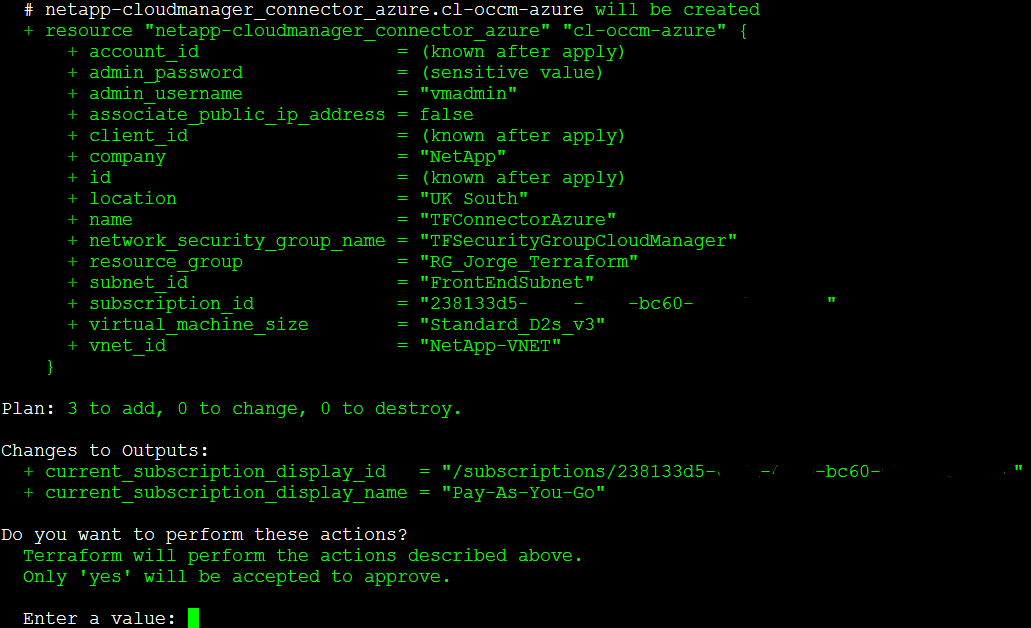 # netapp-cloudmanager_connector_azure.cl-occm-azure will be created
+ resource "netapp-cloudmanager_connector_azure" "cl-occm-azure" {
+ account_id = (known after apply)
+ admin_password = (sensitive value)
+ admin_username = "vmadmin"
+ associate_public_ip_address = false
+ client_id = (known after apply)
+ company = "NetApp"
+ id = (known after apply)
+ location = "UK South"
+ name = "TFConnectorAzure"
+ network_security_group_name = "TFSecurityGroupCloudManager"
+ resource_group = "RG_Jorge_Terraform"
+ subnet_id = "FrontEndSubnet"
+ subscription_id = "238133d5- - -bc60- "
+ virtual_machine_size = "Standard_D2s_v3"
+ vnet_id = "NetApp-VNET"
}
Plan: 3 to add, 0 to change, 0 to destroy.
Changes to Outputs:
+ current_subscription_display_id = "/subscriptions/238133d5- - -bc60- "
+ current_subscription_display_name = "Pay-As-You-Go"
Do you want to perform these actions?
Terraform will perform the actions described above.
Only 'yes' will be accepted to approve.
Enter a value: